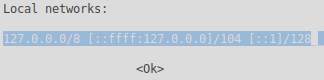 Local networks:
127.0.0.0/8 [::ffff:127.0.0.0]/104 [::1]/128
<Ok>